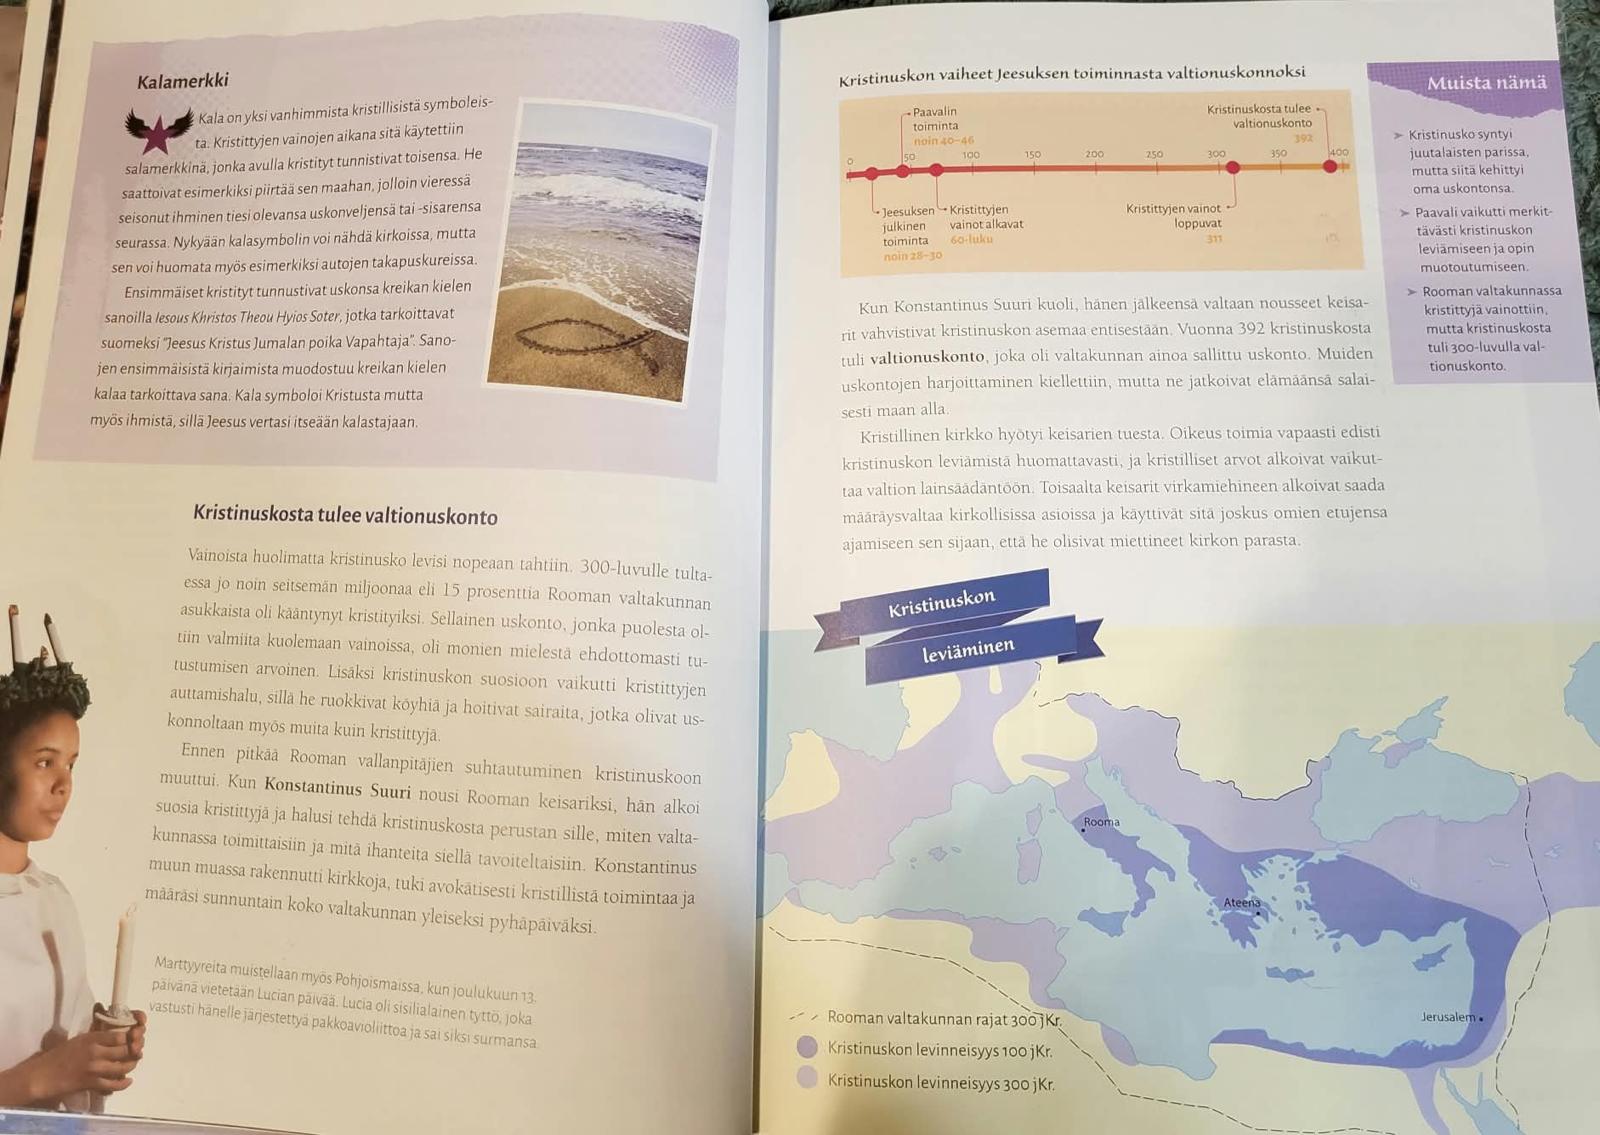 Kalamerkki
Kala on yksi vanhimmista kristillisistä symboleis-
ta. Kristittyjen vainojen aikana sitä käytettiin
salamerkkinä, jonka avulla kristityt tunnistivat toisensa. He
saattoivat esimerkiksi piirtää sen maahan, jolloin vieressä
seisonut ihminen tiesi olevansa uskonveljensä tai -sisarensa
seurassa. Nykyään kalasymbolin voi nähdä kirkoissa, mutta
sen voi huomata myös esimerkiksi autojen takapuskureissa.
Ensimmäiset kristityt tunnustivat uskonsa kreikan kielen
sanoilla Iesous Khristos Theou Hyios Soter, jotka tarkoittavat
suomeksi "Jeesus Kristus Jumalan poika Vapahtaja". Sano-
jen ensimmäisistä kirjaimista muodostuu kreikan kielen
kalaa tarkoittava sana. Kala symboloi Kristusta mutta
myös ihmistä, sillä Jeesus vertasi itseään kalastajaan.
Kristinuskosta tulee valtionuskonto
Vainoista huolimatta kristinusko levisi nopeaan tahtiin. 300-luvulle tulta-
essa jo noin seitsemän miljoonaa eli 15 prosenttia Rooman valtakunnan
asukkaista oli kääntynyt kristityiksi. Sellainen uskonto, jonka puolesta ol-
tiin valmiita kuolemaan vainoissa, oli monien mielestä ehdottomasti tu-
tustumisen arvoinen. Lisäksi kristinuskon suosioon vaikutti kristittyjen
auttamishalu, sillä he ruokkivat köyhiä ja hoitivat sairaita, jotka olivat us-
konnoltaan myös muita kuin kristittyjä.
Ennen pitkää Rooman vallanpitäjien suhtautuminen kristinuskoon
muuttui. Kun Konstantinus Suuri nousi Rooman keisariksi, hän alkoi
suosia kristittyjä ja halusi tehdä kristinuskosta perustan sille, miten valta-
kunnassa toimittaisiin ja mitä ihanteita siellä tavoiteltaisiin. Konstantinus
muun muassa rakennutti kirkkoja, tuki avokätisesti kristillistä toimintaa ja
määräsi sunnuntain koko valtakunnan yleiseksi pyhäpäiväksi.
Marttyyreita muistellaan myös Pohjoismaissa, kun joulukuun 13.
päivänä vietetään Lucian päivää. Lucia oli sisilialainen tyttö, joka
vastusti hänelle järjestettyä pakkoavioliittoa ja sai siksi surmansa.
Kristinuskon vaiheet Jeesuksen toiminnasta valtionuskonnoksi
Paavalin
toiminta
noin 40–46
Kristinuskosta tulee
valtionuskonto
392
0 50 100 150 200 250 300 350 400
Jeesuksen
julkinen
toiminta
noin 28–30
Kristittyjen
vainot alkavat
60-luku
Kristittyjen vainot
loppuvat
311
Muista nämä
➤ Kristinusko syntyi
juutalaisten parissa,
mutta siitä kehittyi
oma uskontonsa.
➤ Paavali vaikutti merkit-
tävästi kristinuskon
leviämiseen ja opin
muotoutumiseen.
➤ Rooman valtakunnassa
kristittyjä vainottiin,
mutta kristinuskosta
tuli 300-luvulla val-
tionuskonto.
Kun Konstantinus Suuri kuoli, hänen jälkeensä valtaan nousseet keisa-
rit vahvistivat kristinuskon asemaa entisestään. Vuonna 392 kristinuskosta
tuli valtionuskonto, joka oli valtakunnan ainoa sallittu uskonto. Muiden
uskontojen harjoittaminen kiellettiin, mutta ne jatkoivat elämäänsä salai-
sesti maan alla.
Kristillinen kirkko hyötyi keisarien tuesta. Oikeus toimia vapaasti edisti
kristinuskon leviämistä huomattavasti, ja kristilliset arvot alkoivat vaikut-
taa valtion lainsäädäntöön. Toisaalta keisarit virkamiehineen alkoivat saada
määräysvaltaa kirkollisissa asioissa ja käyttivät sitä joskus omien etujensa
ajamiseen sen sijaan, että he olisivat miettineet kirkon parasta.
Kristinuskon
leviäminen
Rooma
Ateena
Jerusalem
Rooman valtakunnan rajat 300 jKr.
Kristinuskon levinneisyys 100 jKr.
Kristinuskon levinneisyys 300 jKr.